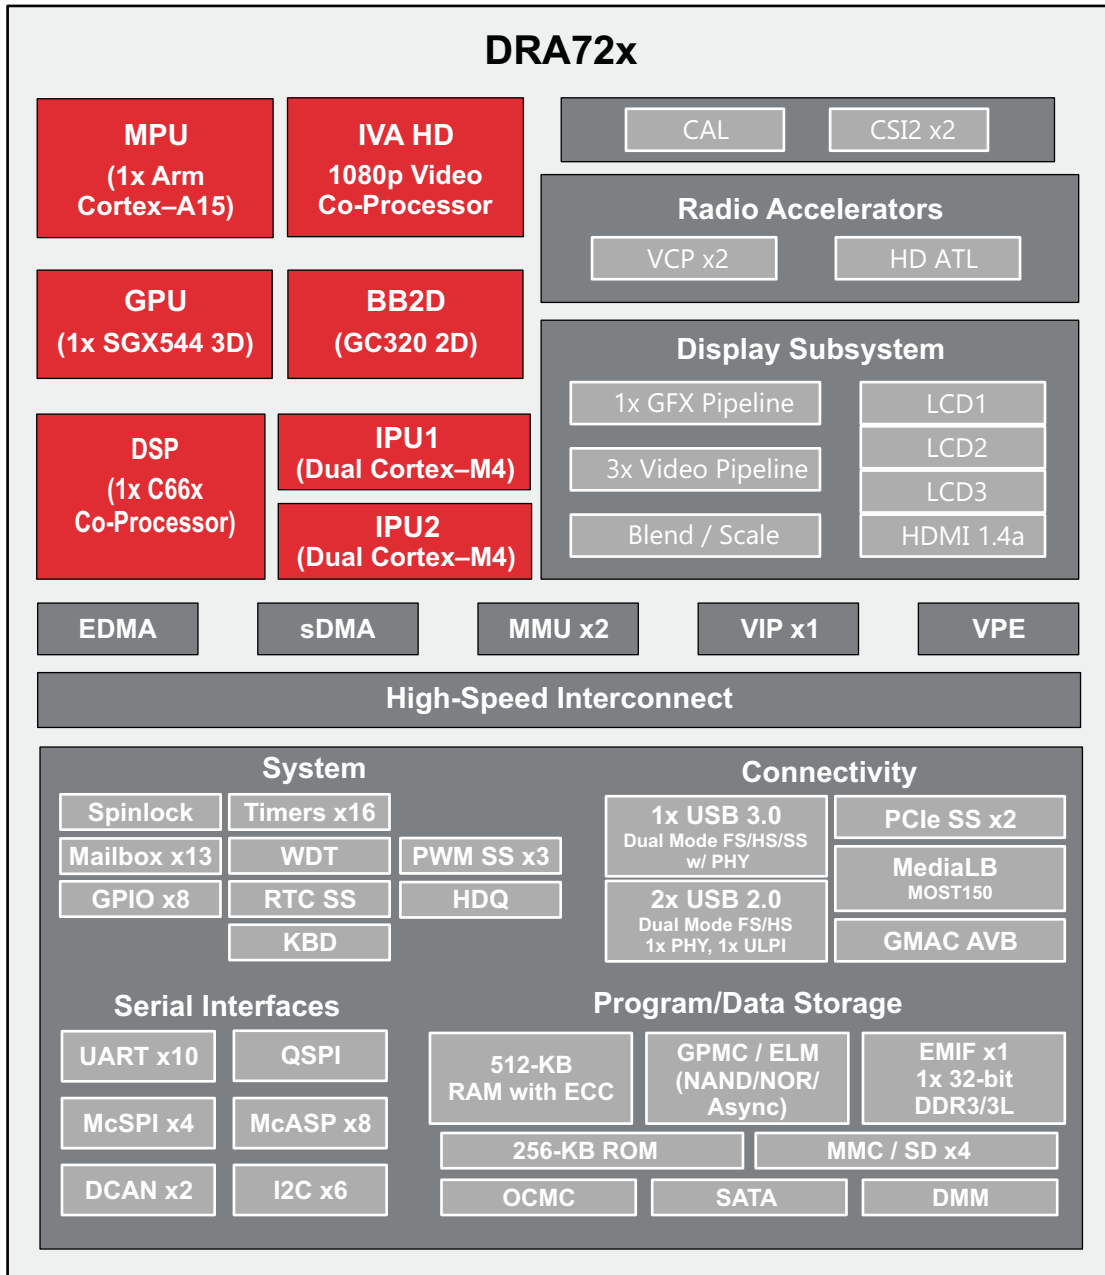 DRA72x
MPU
(1x Arm
Cortex–A15)
IVA HD
1080p Video
Co-Processor
CAL
CSI2 x2
Radio Accelerators
VCP x2
HD ATL
GPU
(1x SGX544 3D)
BB2D
(GC320 2D)
Display Subsystem
1x GFX Pipeline
3x Video Pipeline
Blend / Scale
LCD1
LCD2
LCD3
HDMI 1.4a
DSP
(1x C66x
Co-Processor)
IPU1
(Dual Cortex–M4)
IPU2
(Dual Cortex–M4)
EDMA
sDMA
MMU x2
VIP x1
VPE
High-Speed Interconnect
System
Spinlock
Timers x16
Mailbox x13
WDT
PWM SS x3
GPIO x8
RTC SS
HDQ
KBD
Connectivity
1x USB 3.0
Dual Mode FS/HS/SS
w/ PHY
2x USB 2.0
Dual Mode FS/HS
1x PHY, 1x ULPI
PCIe SS x2
MediaLB
MOST150
GMAC AVB
Serial Interfaces
UART x10
QSPI
McSPI x4
McASP x8
DCAN x2
I2C x6
Program/Data Storage
512-KB
RAM with ECC
GPMC / ELM
(NAND/NOR/
Async)
EMIF x1
1x 32-bit
DDR3/3L
256-KB ROM
MMC / SD x4
OCMC
SATA
DMM